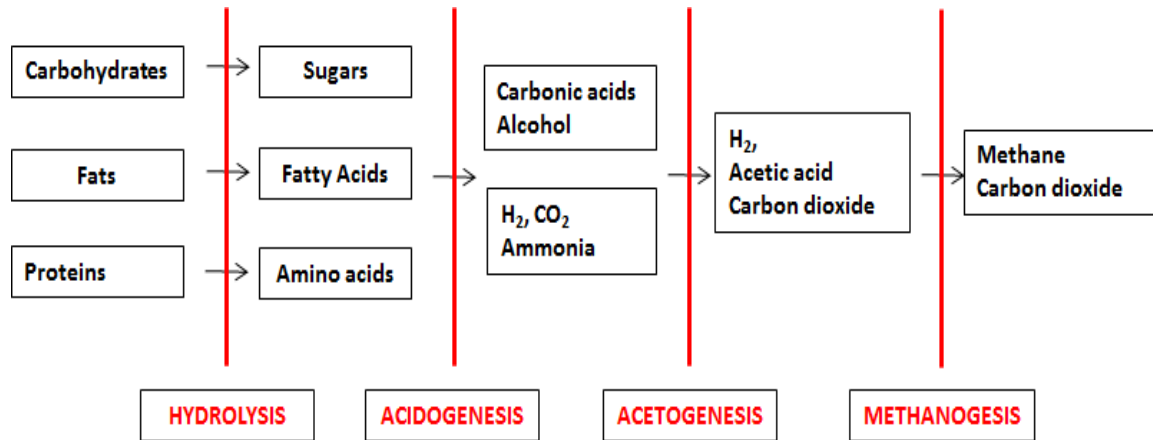 Carbohydrates
Sugars
Carbonic acids
Alcohol
H₂,
Acetic acid
Carbon dioxide
Methane
Carbon dioxide
Fats
Fatty Acids
H₂, CO₂
Ammonia
Proteins
Amino acids
HYDROLYSIS
ACIDOGENESIS
ACETOGENESIS
METHANOGESIS